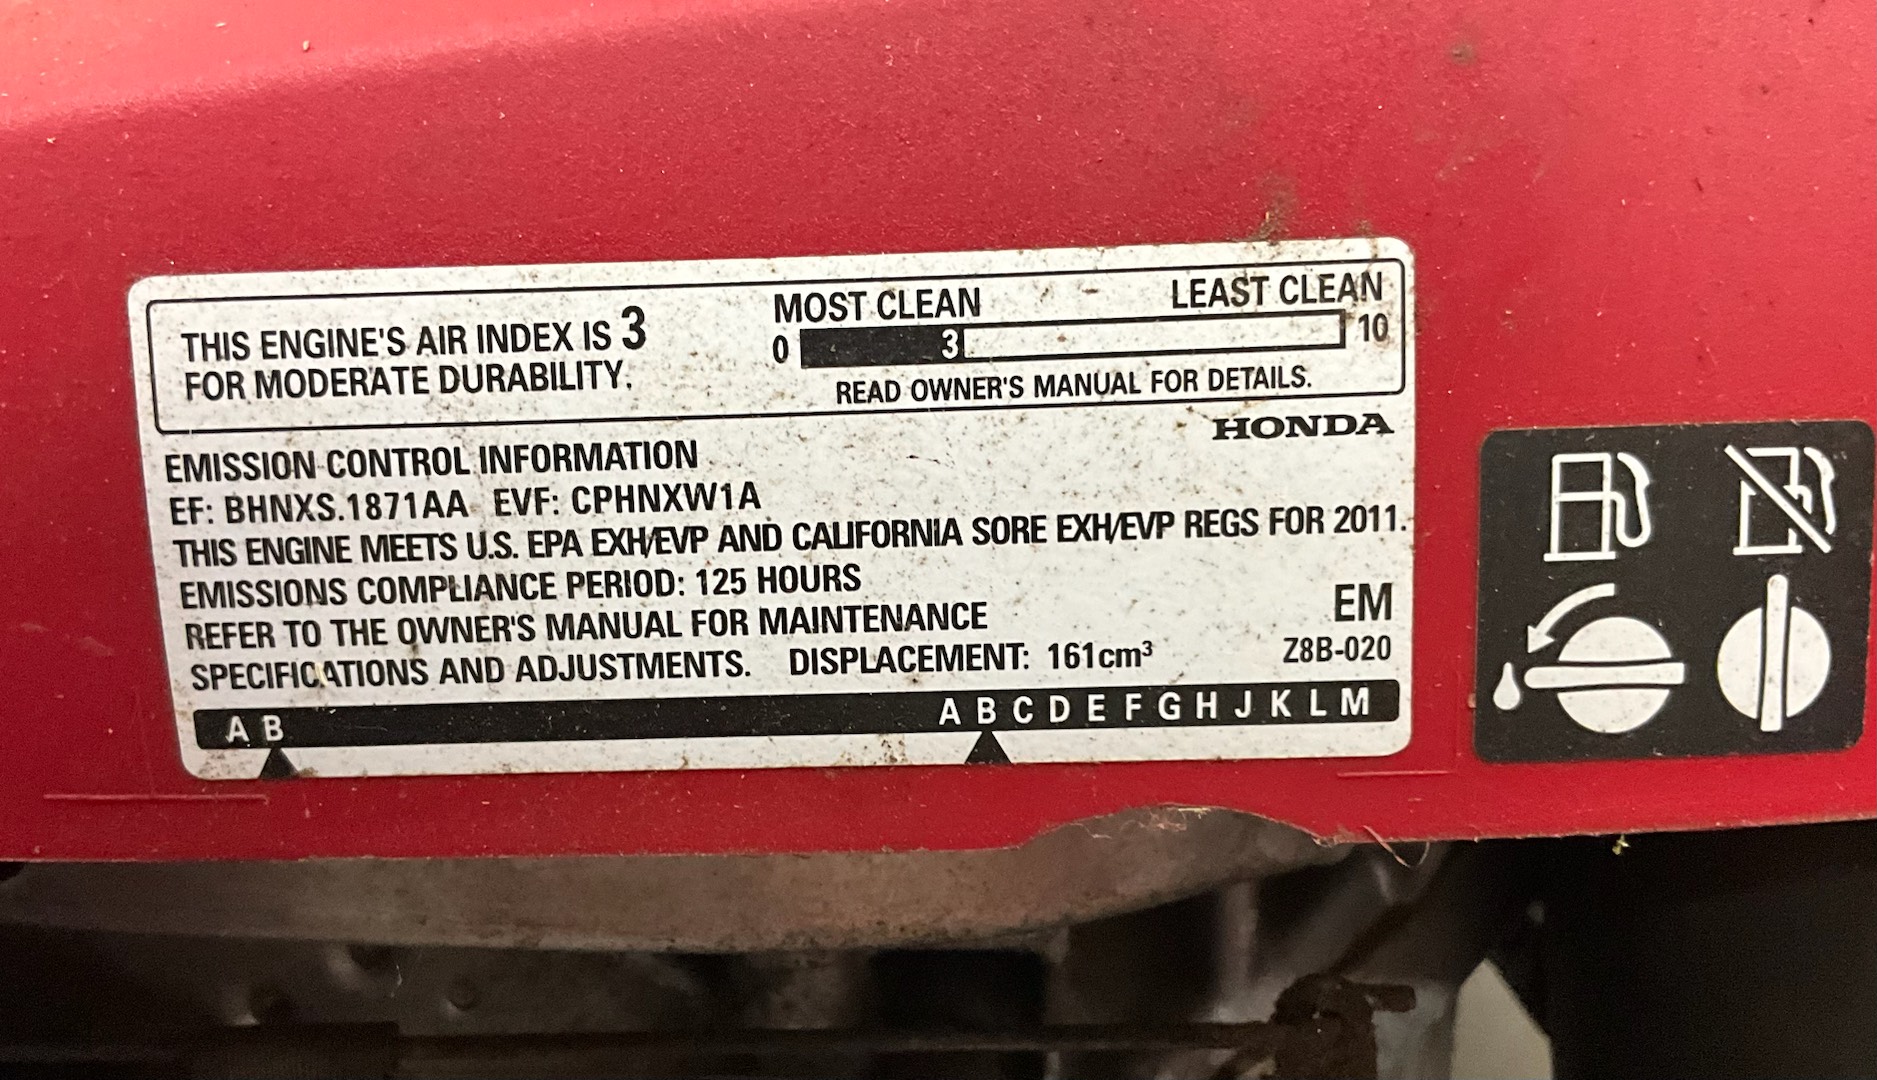 THIS ENGINE'S AIR INDEX IS 3
FOR MODERATE DURABILITY.
MOST CLEAN LEAST CLEAN
0 3 10
READ OWNER'S MANUAL FOR DETAILS.
HONDA
EMISSION CONTROL INFORMATION
EF: BHNXS.1871AA EVF: CPHNXW1A
THIS ENGINE MEETS U.S. EPA EXH/EVP AND CALIFORNIA SORE EXH/EVP REGS FOR 2011.
EMISSIONS COMPLIANCE PERIOD: 125 HOURS
REFER TO THE OWNER'S MANUAL FOR MAINTENANCE
SPECIFICATIONS AND ADJUSTMENTS. DISPLACEMENT: 161cm³
EM
Z8B-020
A B A B C D E F G H J K L M